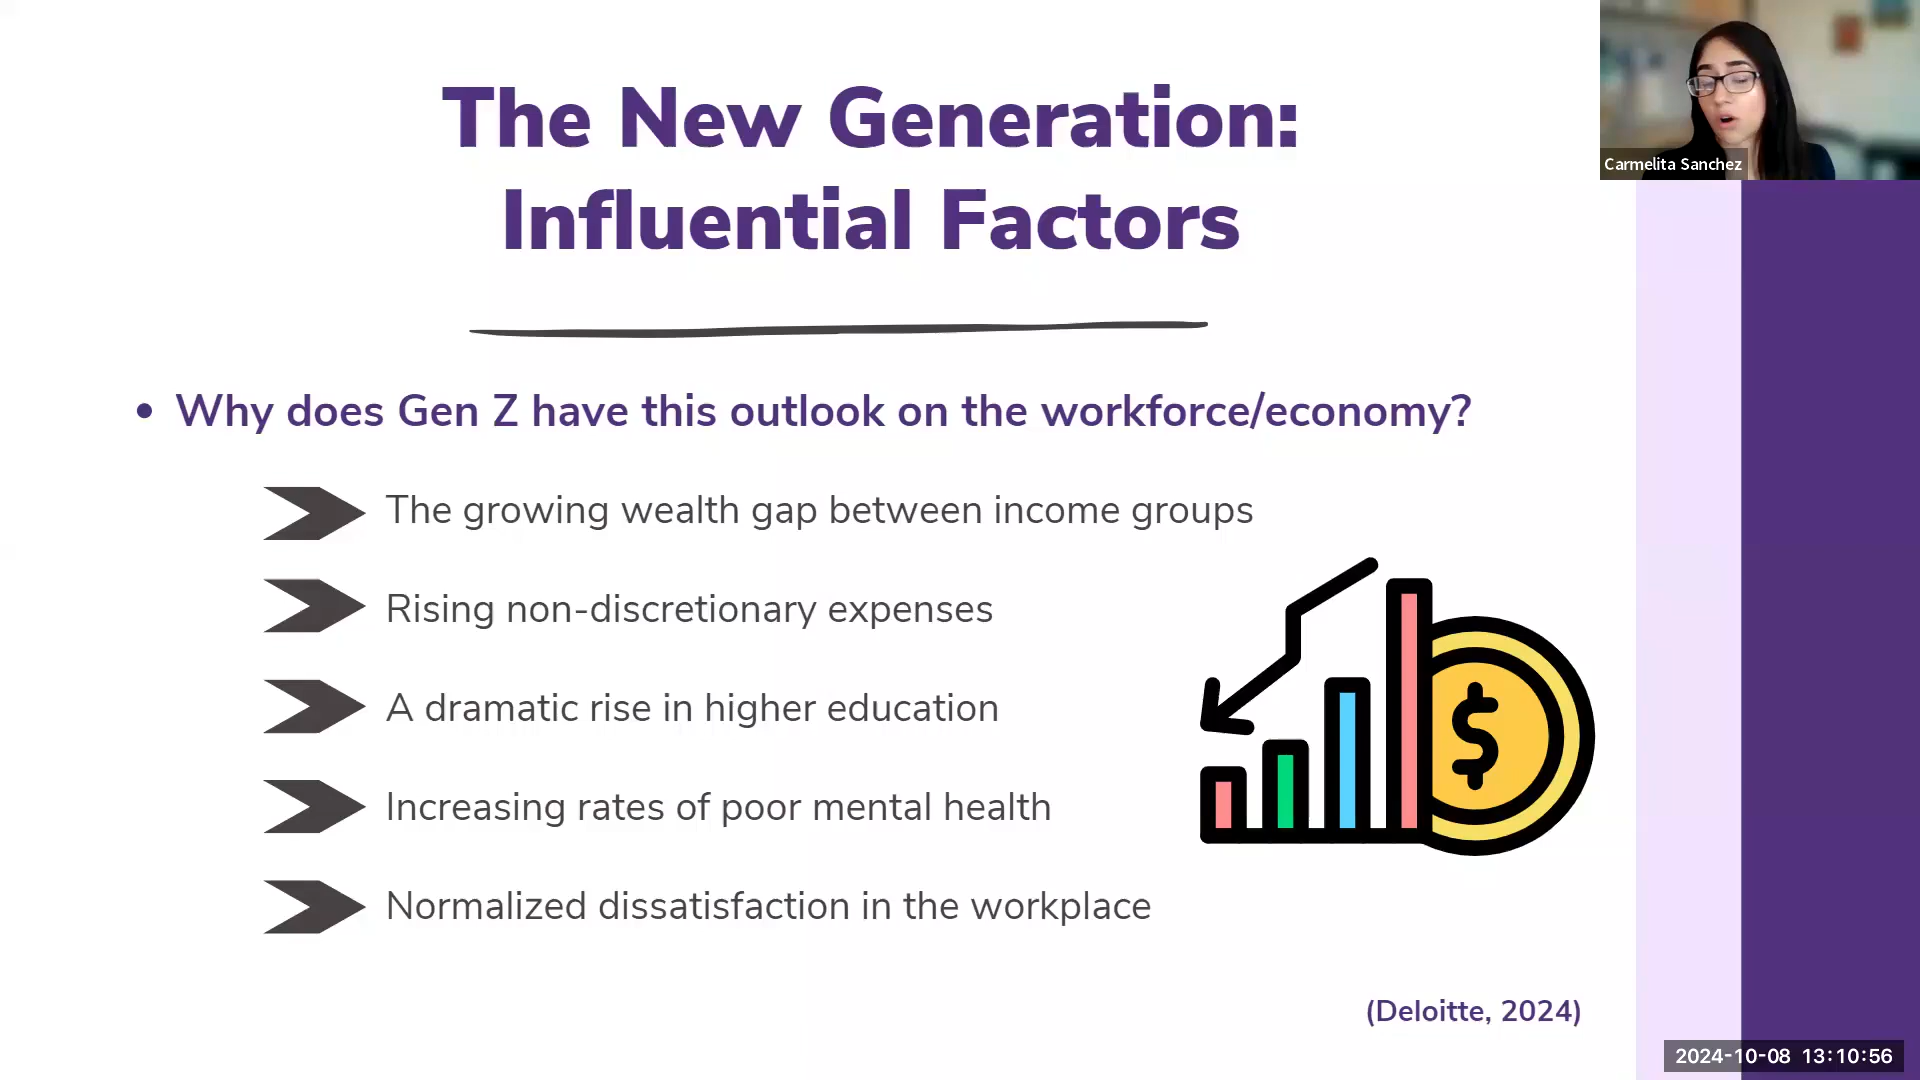 The New Generation:
Influential Factors
Carmelita Sanchez
• Why does Gen Z have this outlook on the workforce/economy?
The growing wealth gap between income groups
Rising non-discretionary expenses
A dramatic rise in higher education
Increasing rates of poor mental health
Normalized dissatisfaction in the workplace
$
(Deloitte, 2024)
2024-10-08 13:10:56